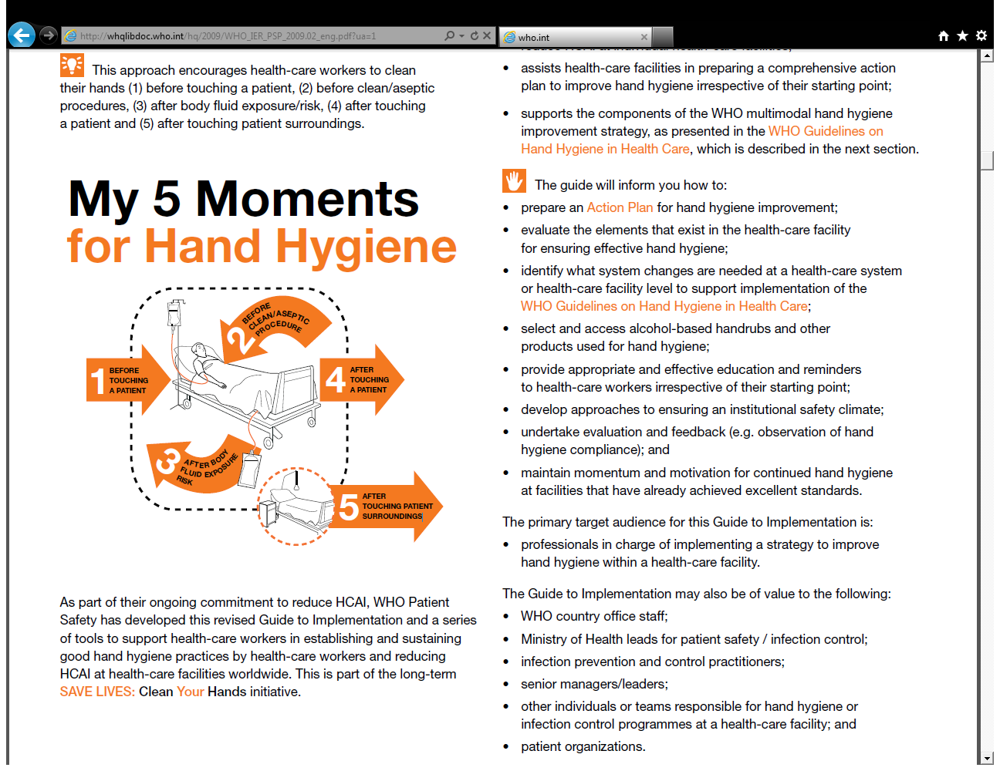 http://whqlibdoc.who.int/hq/2009/WHO_IER_PSP_2009.02_eng.pdf?ua=1
who.int
This approach encourages health-care workers to clean
their hands (1) before touching a patient, (2) before clean/aseptic
procedures, (3) after body fluid exposure/risk, (4) after touching
a patient and (5) after touching patient surroundings.
My 5 Moments
for Hand Hygiene
1 BEFORE
TOUCHING
A PATIENT
2 BEFORE
CLEAN/ASEPTIC
PROCEDURE
3 AFTER BODY
FLUID EXPOSURE
RISK
4 AFTER
TOUCHING
A PATIENT
5 AFTER
TOUCHING PATIENT
SURROUNDINGS
As part of their ongoing commitment to reduce HCAI, WHO Patient
Safety has developed this revised Guide to Implementation and a series
of tools to support health-care workers in establishing and sustaining
good hand hygiene practices by health-care workers and reducing
HCAI at health-care facilities worldwide. This is part of the long-term
SAVE LIVES: Clean Your Hands initiative.
• assists health-care facilities in preparing a comprehensive action
plan to improve hand hygiene irrespective of their starting point;
• supports the components of the WHO multimodal hand hygiene
improvement strategy, as presented in the WHO Guidelines on
Hand Hygiene in Health Care, which is described in the next section.
The guide will inform you how to:
• prepare an Action Plan for hand hygiene improvement;
• evaluate the elements that exist in the health-care facility
for ensuring effective hand hygiene;
• identify what system changes are needed at a health-care system
or health-care facility level to support implementation of the
WHO Guidelines on Hand Hygiene in Health Care;
• select and access alcohol-based handrubs and other
products used for hand hygiene;
• provide appropriate and effective education and reminders
to health-care workers irrespective of their starting point;
• develop approaches to ensuring an institutional safety climate;
• undertake evaluation and feedback (e.g. observation of hand
hygiene compliance); and
• maintain momentum and motivation for continued hand hygiene
at facilities that have already achieved excellent standards.
The primary target audience for this Guide to Implementation is:
• professionals in charge of implementing a strategy to improve
hand hygiene within a health-care facility.
The Guide to Implementation may also be of value to the following:
• WHO country office staff;
• Ministry of Health leads for patient safety / infection control;
• infection prevention and control practitioners;
• senior managers/leaders;
• other individuals or teams responsible for hand hygiene or
infection control programmes at a health-care facility; and
• patient organizations.